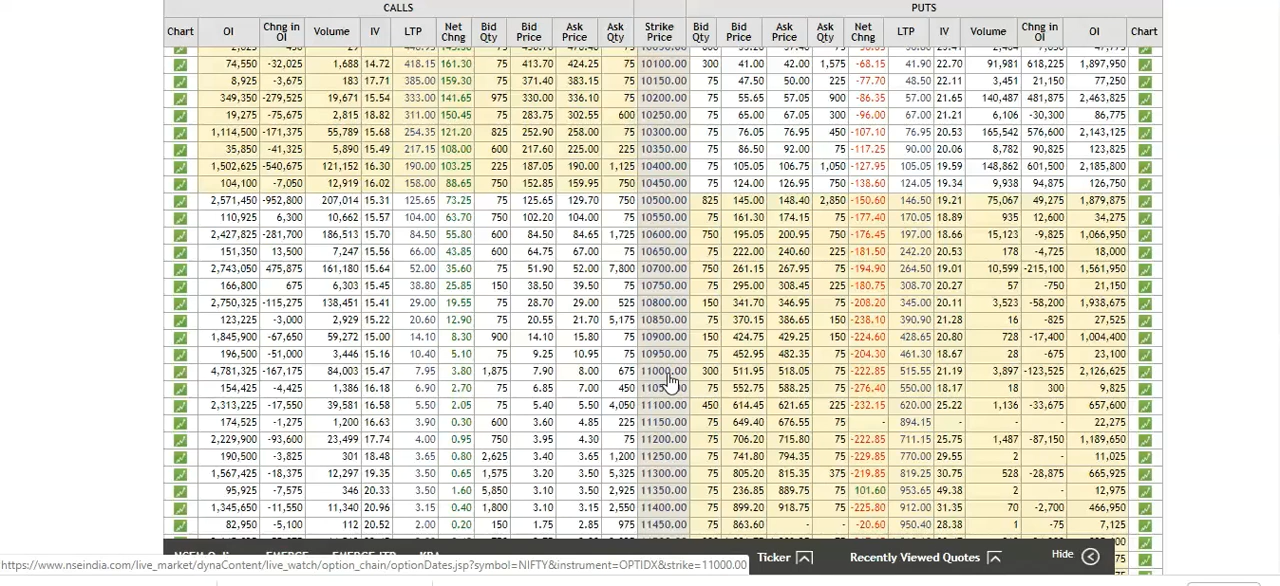 CALLS PUTS
Chart OI Chng in OI Volume IV LTP Net Chng Bid Qty Bid Price Ask Price Ask Qty Strike Price Bid Qty Bid Price Ask Price Ask Qty Net Chng LTP IV Volume Chng in OI OI Chart
74,550 -32,025 1,688 14.72 418.15 161.30 75 413.70 424.25 75 10100.00 300 41.00 42.00 1,575 -68.15 41.90 22.70 91,981 618,225 1,897,950
8,925 -3,675 183 17.71 385.00 159.30 75 371.40 383.15 75 10150.00 75 47.50 50.00 225 -77.70 48.50 22.11 3,451 21,150 77,250
349,350 -279,525 19,671 15.54 333.00 141.65 975 330.00 336.10 75 10200.00 75 55.65 57.05 900 -86.35 57.00 21.65 140,487 481,875 2,463,825
19,275 -75,675 2,815 18.82 311.00 150.45 75 283.75 302.55 600 10250.00 75 65.00 67.05 300 -96.00 67.00 21.21 6,106 -30,300 86,775
1,114,500 -171,375 55,789 15.68 254.35 121.20 825 252.90 258.00 75 10300.00 75 76.05 76.95 450 -107.10 76.95 20.53 165,542 576,600 2,143,125
35,850 -41,325 5,890 15.49 217.15 108.00 600 217.60 225.00 225 10350.00 75 86.50 92.00 75 -117.25 90.00 20.06 8,782 90,825 123,825
1,502,625 -540,675 121,152 16.30 190.00 103.25 225 187.05 190.00 1,125 10400.00 75 105.05 106.75 1,050 -127.95 105.05 19.59 148,862 601,500 2,185,800
104,100 -7,050 12,919 16.02 158.00 88.65 750 152.85 159.95 750 10450.00 75 124.00 126.95 750 -138.60 124.05 19.34 9,938 94,875 126,750
2,571,450 -952,800 207,014 15.31 125.65 73.25 75 125.65 129.70 750 10500.00 825 145.00 148.40 2,850 -150.60 146.50 19.21 75,067 49,275 1,879,875
110,925 6,300 10,662 15.57 104.00 63.70 750 102.20 104.00 750 10550.00 75 161.30 174.15 75 -177.40 170.05 18.89 935 12,600 34,275
2,427,825 -281,700 186,513 15.70 84.50 55.80 600 84.50 84.65 1,725 10600.00 750 195.05 200.95 750 -176.45 197.00 18.66 15,123 -9,825 1,066,950
151,350 13,500 7,247 15.56 66.00 43.85 600 64.75 67.00 75 10650.00 75 222.00 240.60 225 -181.50 242.20 20.53 178 -4,725 18,000
2,743,050 475,875 161,180 15.64 52.00 35.60 75 51.90 52.00 7,800 10700.00 750 261.15 267.95 750 -194.90 264.50 19.01 10,599 -215,100 1,561,950
166,800 675 6,303 15.45 38.80 25.85 150 38.50 39.50 75 10750.00 75 295.00 308.45 225 -180.75 308.70 20.27 57 -750 21,150
2,750,325 -115,275 138,451 15.41 29.00 19.55 75 28.70 29.00 525 10800.00 150 341.70 346.95 75 -208.20 345.00 20.11 3,523 -58,200 1,938,675
123,225 -3,000 2,929 15.22 20.60 12.90 75 20.55 21.70 5,175 10850.00 75 370.15 386.65 150 -238.10 390.90 21.28 16 -825 27,525
1,845,900 -67,650 59,272 15.00 14.10 8.30 900 14.10 15.80 75 10900.00 150 424.75 429.25 150 -224.60 428.65 20.80 728 -17,400 1,004,400
196,500 -51,000 3,446 15.16 10.40 5.10 75 9.25 10.95 75 10950.00 75 452.95 482.35 75 -204.30 461.30 18.67 28 -675 23,100
4,781,325 -167,175 84,003 15.47 7.95 3.80 1,875 7.90 8.00 675 11000.00 300 511.95 518.05 75 -222.85 515.55 21.19 3,897 -123,525 2,126,625
154,425 -4,425 1,386 16.18 6.90 2.70 75 6.85 7.00 450 75 552.75 588.25 75 -276.40 550.00 18.17 18 300 9,825
2,313,225 -17,550 39,581 16.58 5.50 2.05 75 5.40 5.50 4,050 11100.00 450 614.45 621.65 225 -232.15 620.00 25.22 1,136 -33,675 657,600
174,525 -1,275 1,200 16.63 3.90 0.30 600 3.60 4.85 225 11150.00 75 649.40 676.55 75 - 894.15 - - - 22,275
2,229,900 -93,600 23,499 17.74 4.00 0.95 750 3.95 4.30 75 11200.00 75 706.20 715.80 75 -222.85 711.15 25.75 1,487 -87,150 1,189,650
190,500 -3,825 301 18.48 3.65 0.80 2,625 3.40 3.65 1,200 11250.00 75 741.80 794.35 75 -229.85 770.00 29.55 2 - 11,025
1,567,425 -18,375 12,297 19.35 3.50 0.65 1,575 3.20 3.50 5,325 11300.00 75 805.20 815.35 375 -219.85 819.25 30.75 528 -28,875 665,925
95,925 -7,575 346 20.33 3.50 1.60 5,850 3.10 3.50 2,925 11350.00 75 236.85 889.75 75 101.60 953.65 49.38 2 - 12,975
1,345,650 -11,550 11,340 20.96 3.15 0.40 1,800 3.10 3.15 2,550 11400.00 75 899.20 918.75 75 -214.00 912.00 31.35 70 -2,700 466,950
82,950 -5,100 112 20.52 2.00 0.20 150 1.75 2.85 975 11450.00 75 863.60 - - -20.60 950.40 28.38 1 -75 7,125
Ticker Recently Viewed Quotes Hide
https://www.nseindia.com/live_market/dynaContent/live_watch/option_chain/optionDates.jsp?symbol=NIFTY&instrument=OPTIDX&strike=11000.00